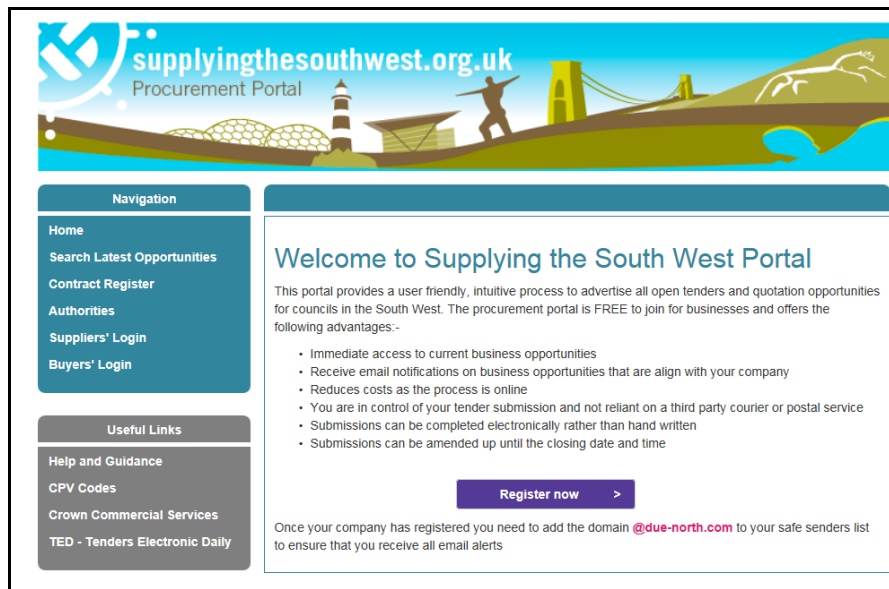 supplyingthesouthwest.org.uk
Procurement Portal
Navigation
Home
Search Latest Opportunities
Contract Register
Authorities
Suppliers' Login
Buyers' Login
Useful Links
Help and Guidance
CPV Codes
Crown Commercial Services
TED - Tenders Electronic Daily
Welcome to Supplying the South West Portal
This portal provides a user friendly, intuitive process to advertise all open tenders and quotation opportunities
for councils in the South West. The procurement portal is FREE to join for businesses and offers the
following advantages:-
• Immediate access to current business opportunities
• Receive email notifications on business opportunities that are align with your company
• Reduces costs as the process is online
• You are in control of your tender submission and not reliant on a third party courier or postal service
• Submissions can be completed electronically rather than hand written
• Submissions can be amended up until the closing date and time
Register now >
Once your company has registered you need to add the domain @due-north.com to your safe senders list
to ensure that you receive all email alerts